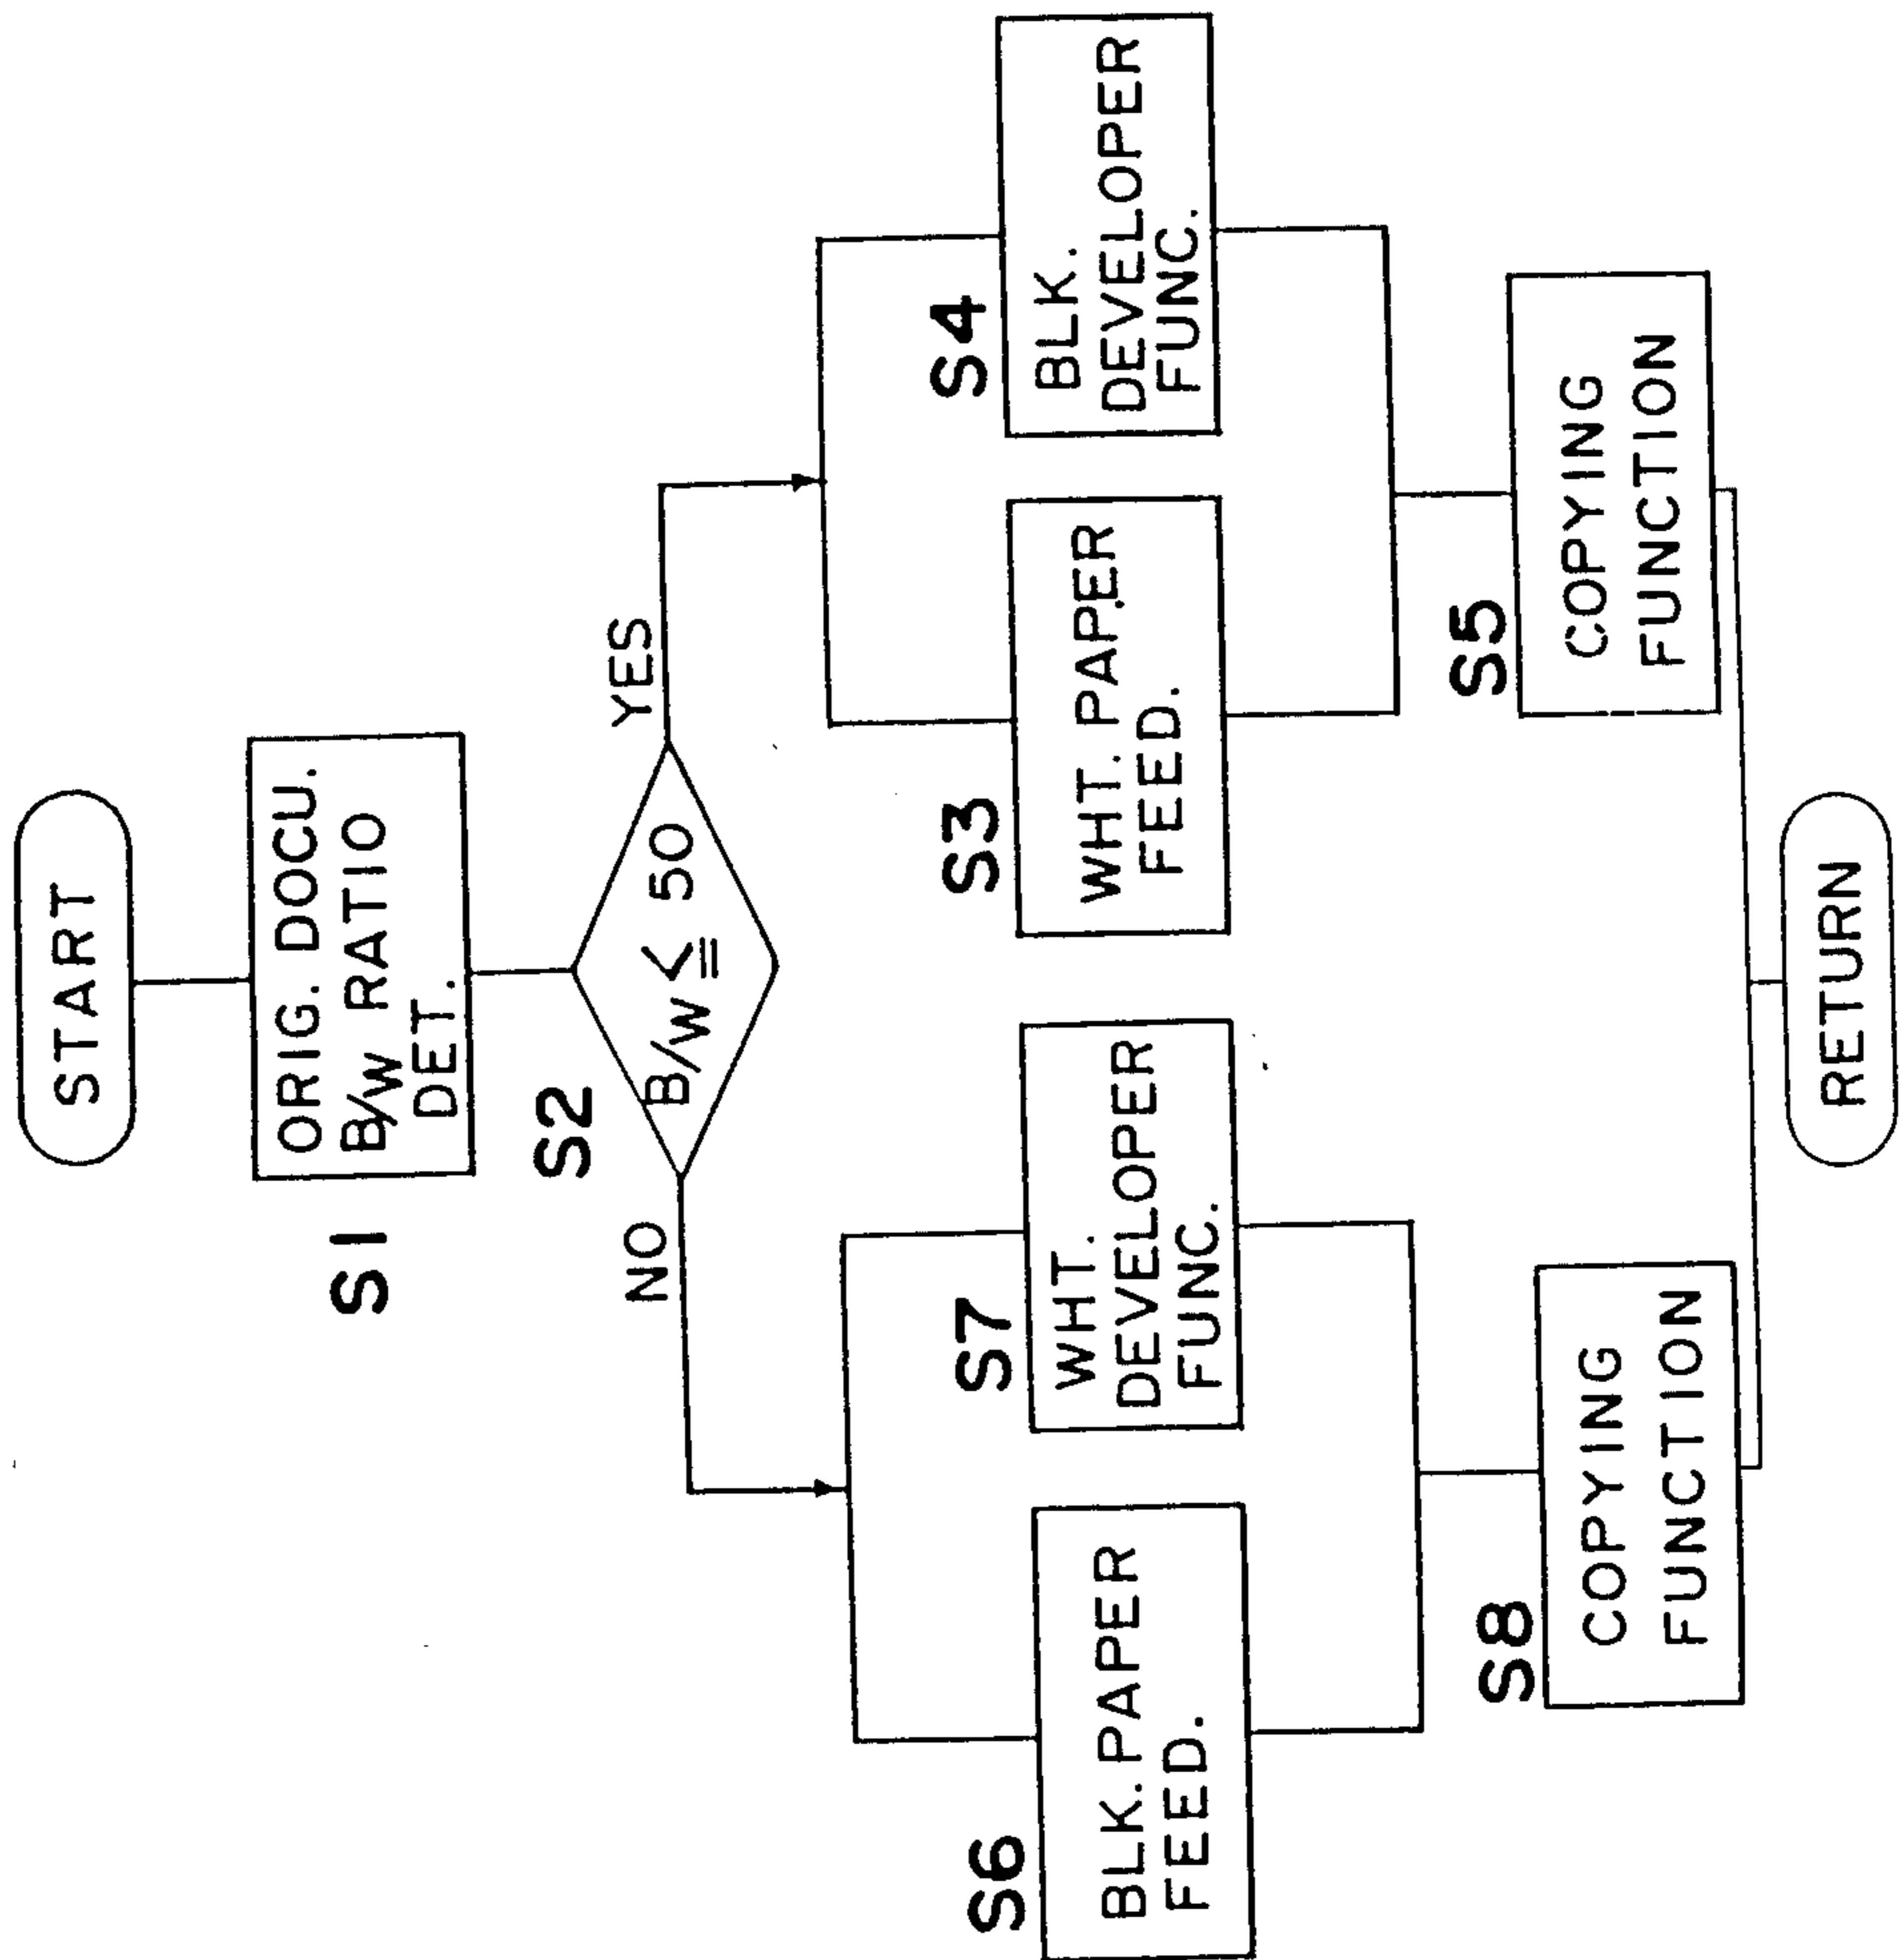 START
S1
ORIG. DOCU.
B/W RATIO
DET.
S2
B/W ≦ 50
NO
YES
S6
BLK. PAPER
FEED.
S7
WHT.
DEVELOPER
FUNC.
S3
WHT. PAPER
FEED.
S4
BLK.
DEVELOPER
FUNC.
S8
COPYING
FUNCTION
S5
COPYING
FUNCTION
RETURN